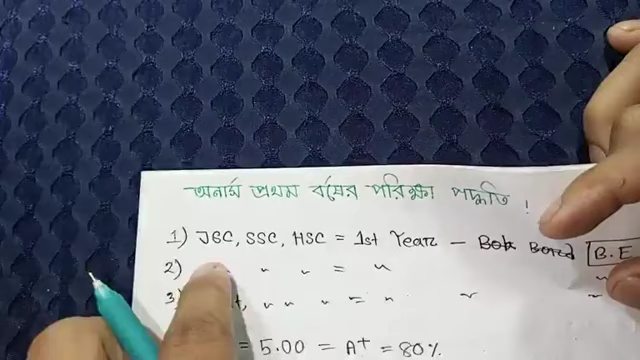 অনার্স প্রথম বর্ষের পরিক্ষা পদ্ধতি !
1) JSC, SSC, HSC = 1st Year - Bord B.E
2) " " = "
3) , " " = " " "
= 5.00 = A+ = 80%